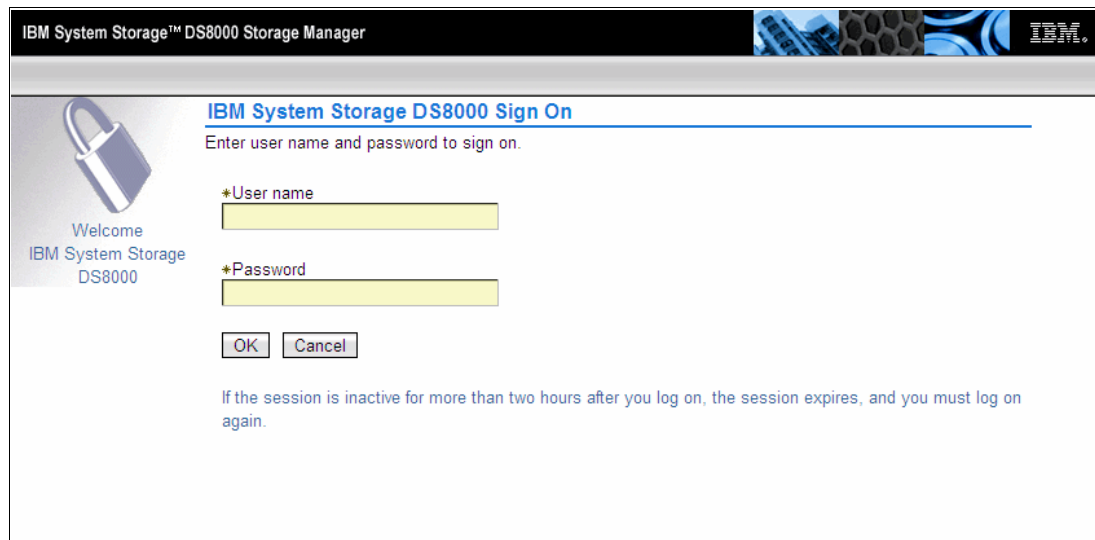 IBM System Storage™ DS8000 Storage Manager
IBM.
IBM System Storage DS8000 Sign On
Enter user name and password to sign on.
Welcome
IBM System Storage
DS8000
*User name
*Password
OK Cancel
If the session is inactive for more than two hours after you log on, the session expires, and you must log on
again.